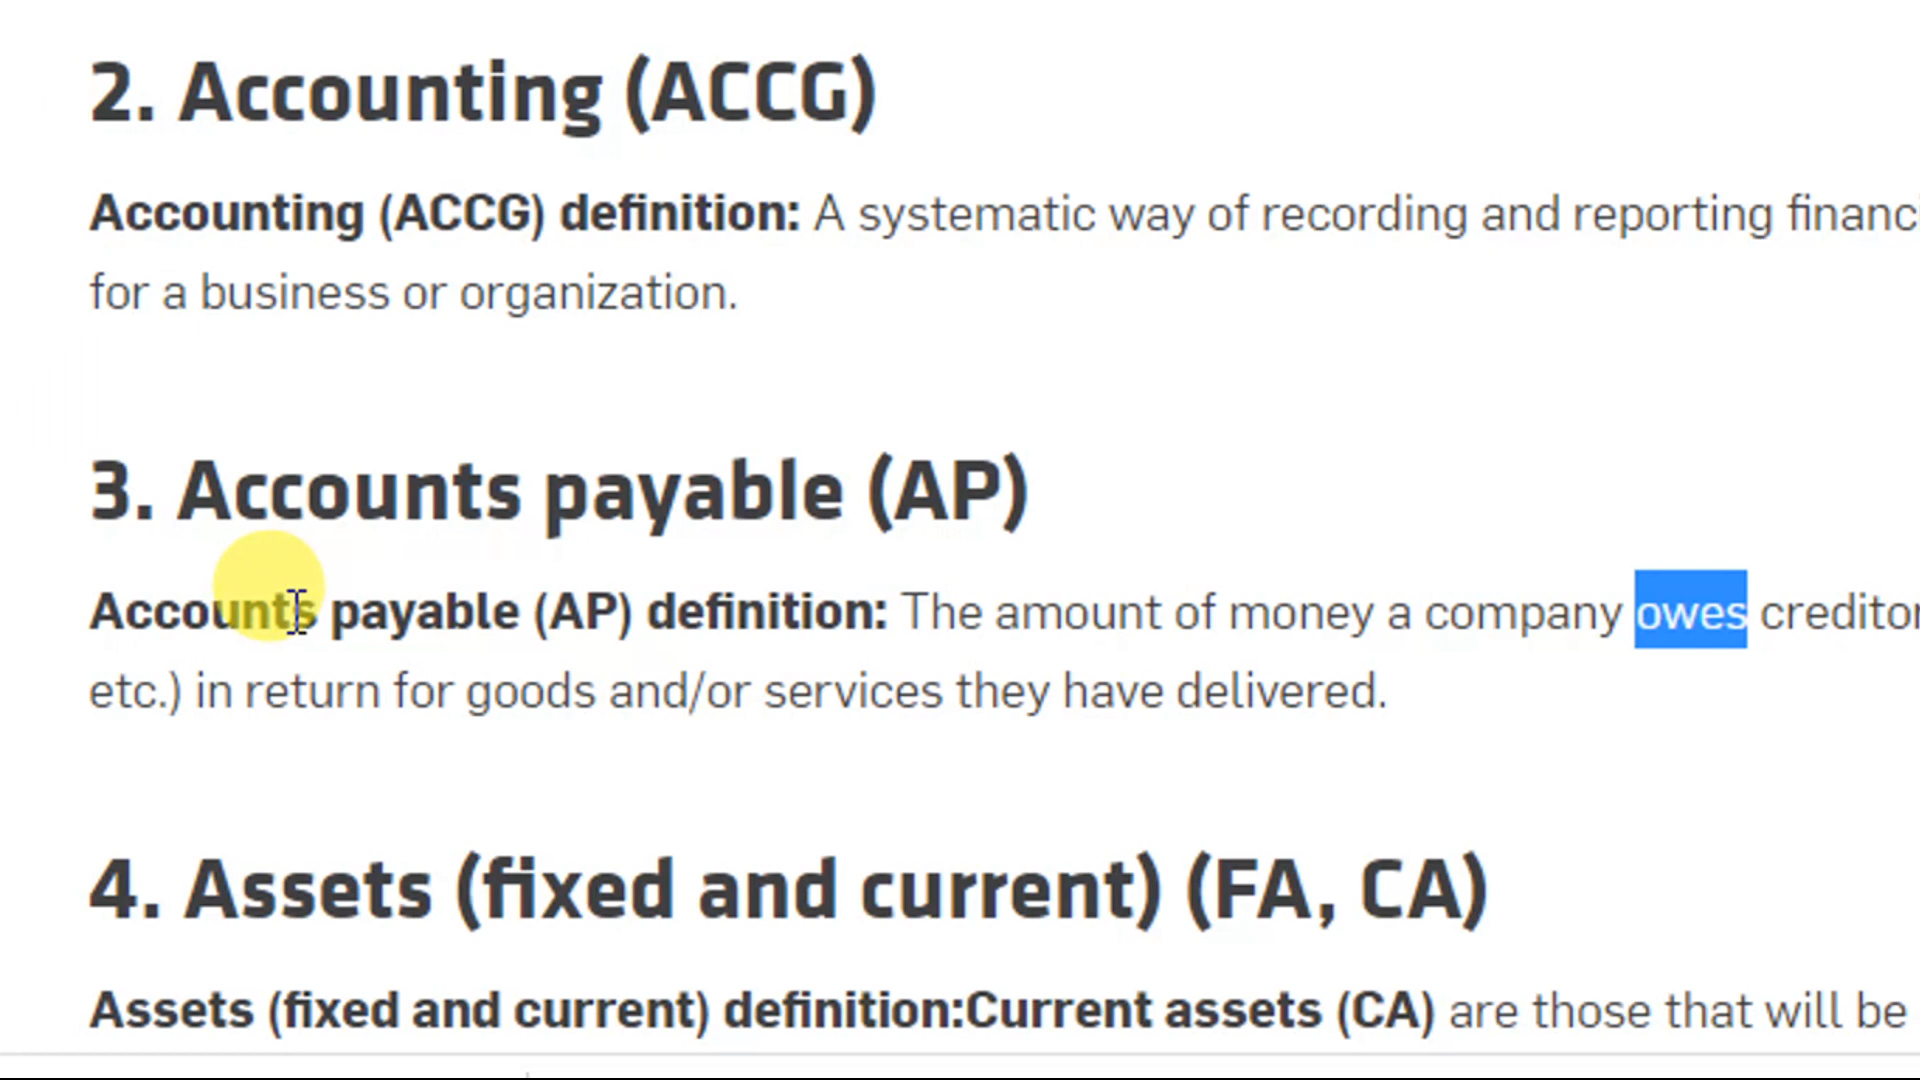 2. Accounting (ACCG)
Accounting (ACCG) definition: A systematic way of recording and reporting
for a business or organization.
3. Accounts payable (AP)
Accounts payable (AP) definition: The amount of money a company owes
etc.) in return for goods and/or services they have delivered.
4. Assets (fixed and current) (FA, CA)
Assets (fixed and current) definition:Current assets (CA) are those that will be